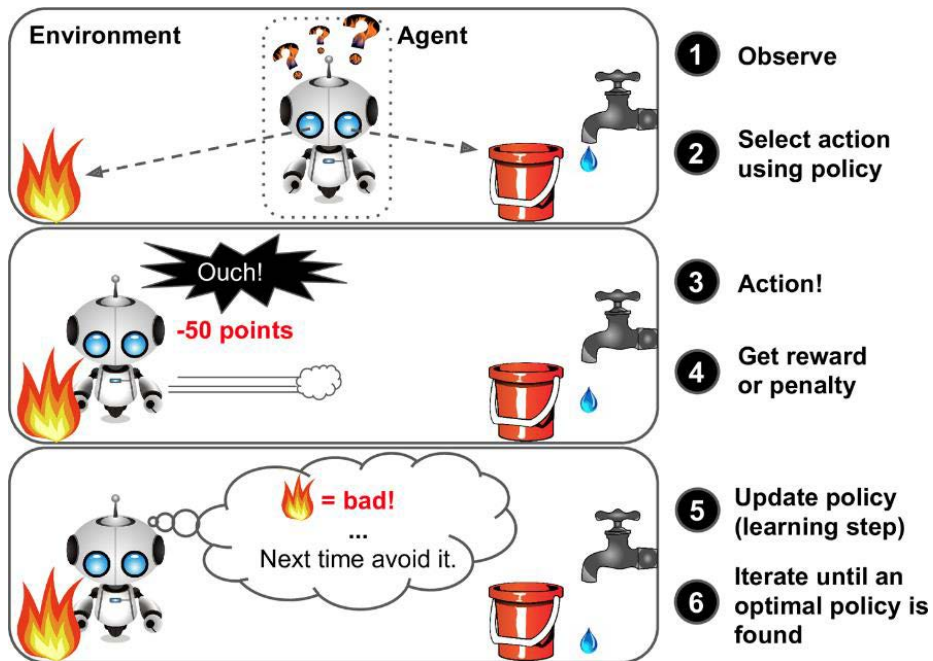 Environment
Agent
1 Observe
2 Select action
using policy
Ouch!
-50 points
3 Action!
4 Get reward
or penalty
= bad!
...
Next time avoid it.
5 Update policy
(learning step)
6 Iterate until an
optimal policy is
found